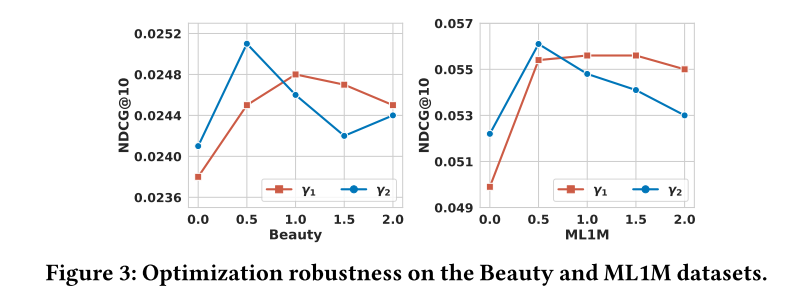 NDCG@10
0.0252
0.0248
0.0244
0.0240
0.0236
γ₁ γ₂
0.0 0.5 1.0 1.5 2.0
Beauty
NDCG@10
0.057
0.055
0.053
0.051
0.049
γ₁ γ₂
0.0 0.5 1.0 1.5 2.0
ML1M
Figure 3: Optimization robustness on the Beauty and ML1M datasets.